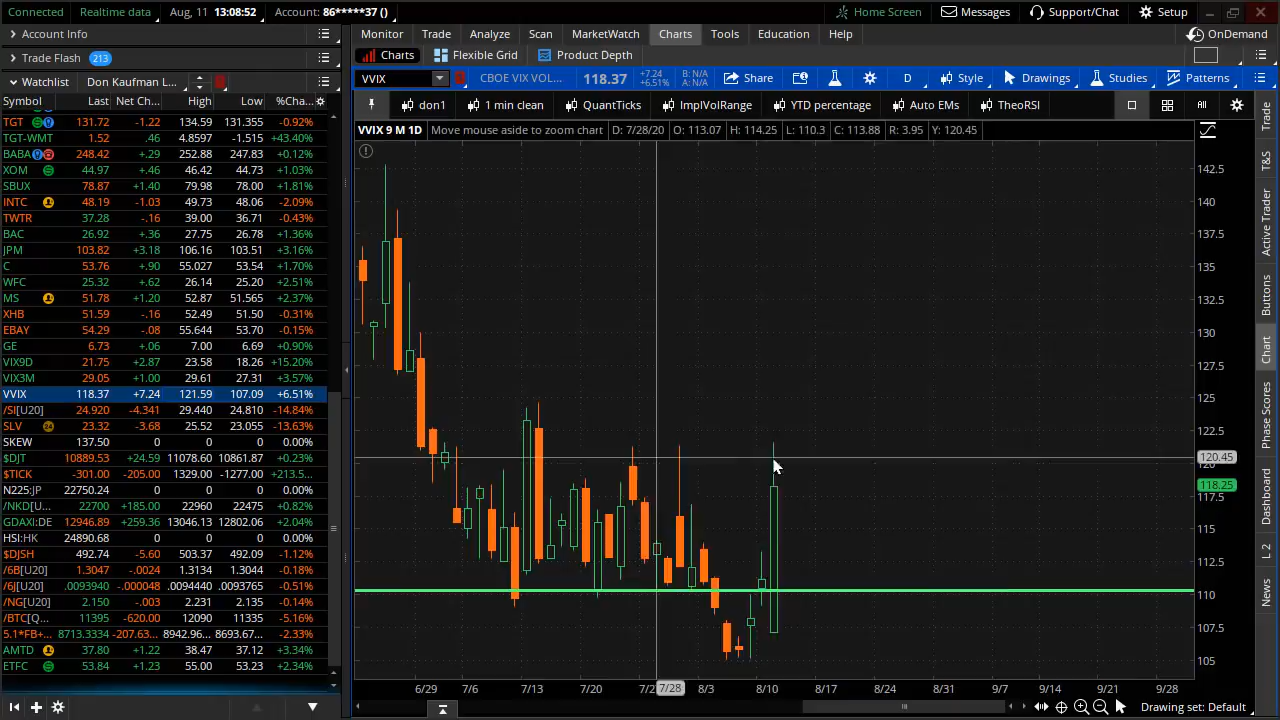 Connected Realtime data Aug, 11 13:08:52 Account: 86*****37 () Home Screen Messages Support/Chat Setup
Account Info
Trade Flash 213
Watchlist Don Kaufman L...
Monitor Trade Analyze Scan MarketWatch Charts Tools Education Help OnDemand
Charts Flexible Grid Product Depth
VVIX CBOE VIX VOL... 118.37 +7.24 +6.51% B: N/A A: N/A Share D Style Drawings Studies Patterns
don1 1 min clean QuantTicks ImplVolRange YTD percentage Auto EMs TheoRSI
VVIX 9 M 1D Move mouse aside to zoom chart D: 7/28/20 O: 113.07 H: 114.25 L: 110.3 C: 113.88 R: 3.95 Y: 120.45
Symbol Last Net Ch... High Low %Cha...
TGT 131.72 -1.22 134.59 131.355 -0.92%
TGT-WMT 1.52 .46 4.8597 -1.515 +43.40%
BABA 248.42 +.29 252.88 247.83 +0.12%
XOM 44.97 +.46 46.42 44.73 +1.03%
SBUX 78.87 +1.40 79.98 78.00 +1.81%
INTC 48.19 -1.03 49.73 48.06 -2.09%
TWTR 37.28 -.16 39.00 36.71 -0.43%
BAC 26.92 +.36 27.75 26.78 +1.36%
JPM 103.82 +3.18 106.16 103.51 +3.16%
C 53.76 +.90 55.027 53.54 +1.70%
WFC 25.32 +.62 26.14 25.20 +2.51%
MS 51.78 +1.20 52.87 51.565 +2.37%
XHB 51.59 -.16 52.49 51.50 -0.31%
EBAY 54.29 -.08 55.644 53.70 -0.15%
GE 6.73 +.06 7.00 6.69 +0.90%
VIX9D 21.75 +2.87 23.58 18.26 +15.20%
VIX3M 29.05 +1.00 29.61 27.31 +3.57%
VVIX 118.37 +7.24 121.59 107.09 +6.51%
/SI[U20] 24.920 -4.341 29.440 24.810 -14.84%
SLV 23.32 -3.68 25.52 23.055 -13.63%
SKEW 137.50 0 0 0 0.00%
$DJT 10889.53 +24.59 11078.60 10861.87 +0.23%
$TICK -301.00 -205.00 1329.00 -1277.00 +213.5...
N225:JP 22750.24 0 0 0 0.00%
/NKD[U... 22700 +185.00 22960 22475 +0.82%
GDAXI:DE 12946.89 +259.36 13046.13 12802.06 +2.04%
HSI:HK 24890.68 0 0 0 0.00%
$DJSH 492.74 -5.60 503.37 492.09 -1.12%
/6B[U20] 1.3047 -.0024 1.3134 1.3034 -0.18%
/6J[U20] .0093940 -.000048 .0094440 .0093765 -0.51%
/NG[U20] 2.150 -.003 2.231 2.135 -0.14%
/BTC[Q... 11395 -620.00 12090 11280 -5.16%
5.1*FB+... 8713.3334 -207.63... 8942.96... 8693.67... -2.33%
AMTD 37.80 +1.22 38.47 37.12 +3.34%
ETFC 53.84 +1.23 55.00 53.23 +2.34%
142.5
140
137.5
135
132.5
130
127.5
125
122.5
120.45
120
118.25
117.5
115
112.5
110
107.5
105
6/29 7/6 7/13 7/20 7/2 7/28 8/3 8/10 8/17 8/24 8/31 9/7 9/14 9/21 9/28
Drawing set: Default
Trade
T&S
Active Trader
Buttons
Chart
Phase Scores
Dashboard
L 2
News